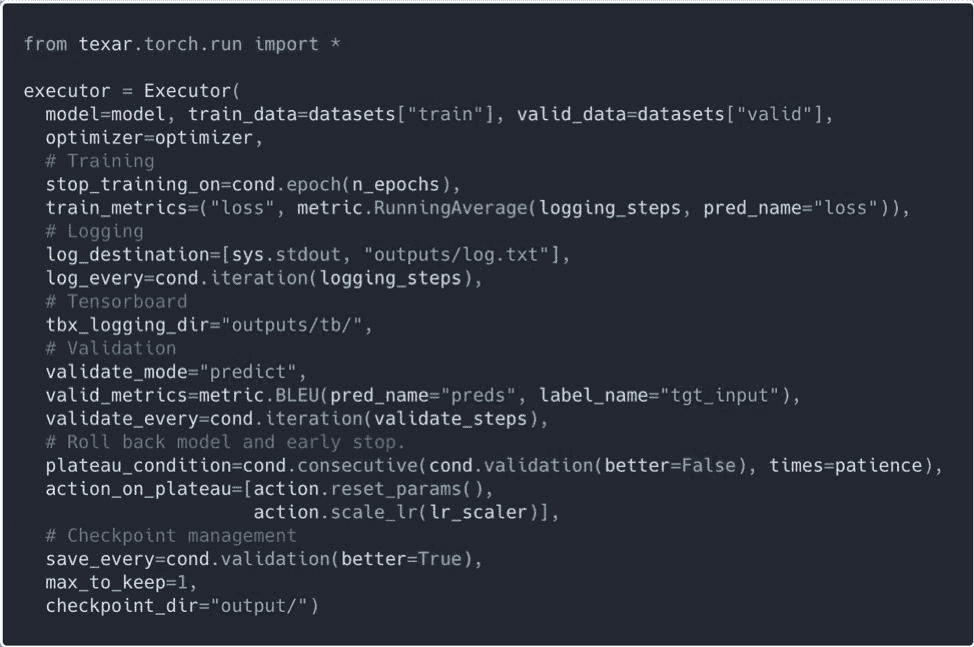 from texar.torch.run import *
executor = Executor(
model=model, train_data=datasets["train"], valid_data=datasets["valid"],
optimizer=optimizer,
# Training
stop_training_on=cond.epoch(n_epochs),
train_metrics=("loss", metric.RunningAverage(logging_steps, pred_name="loss")),
# Logging
log_destination=[sys.stdout, "outputs/log.txt"],
log_every=cond.iteration(logging_steps),
# Tensorboard
tbx_logging_dir="outputs/tb/",
# Validation
validate_mode="predict",
valid_metrics=metric.BLEU(pred_name="preds", label_name="tgt_input"),
validate_every=cond.iteration(validate_steps),
# Roll back model and early stop.
plateau_condition=cond.consecutive(cond.validation(better=False), times=patience),
action_on_plateau=[action.reset_params(),
action.scale_lr(lr_scaler)],
# Checkpoint management
save_every=cond.validation(better=True),
max_to_keep=1,
checkpoint_dir="output/")